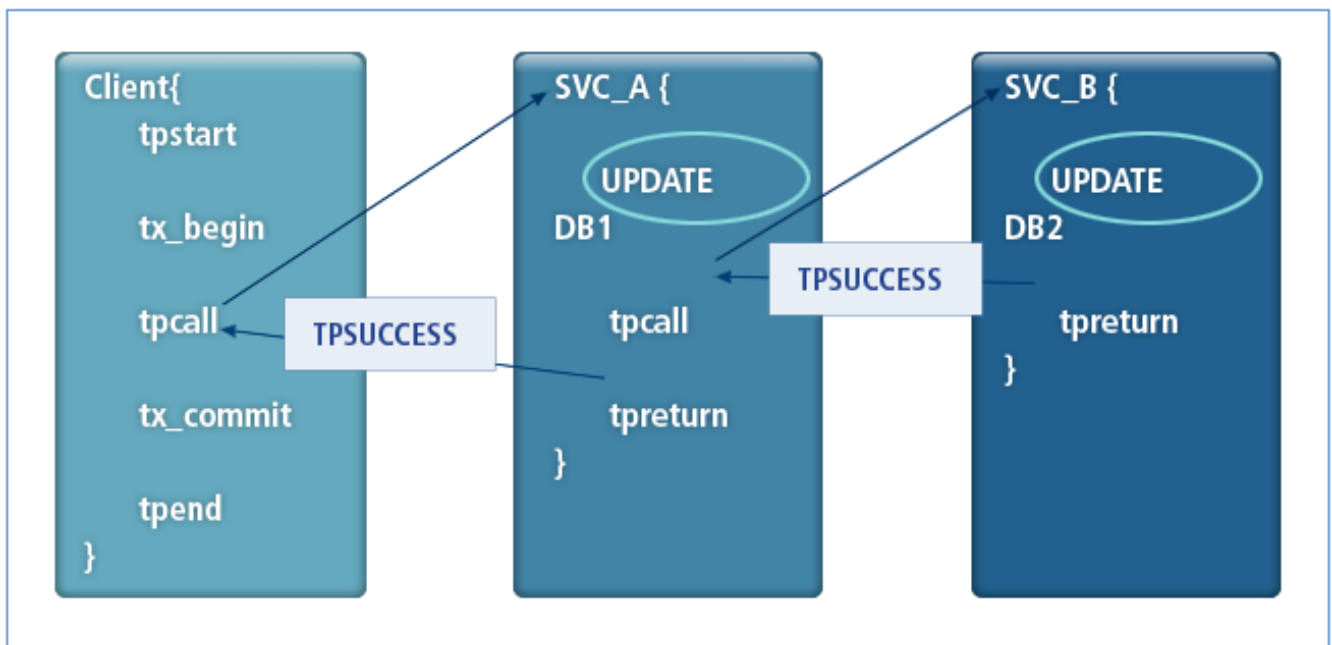 Client{
tpstart
tx_begin
tpcall
tx_commit
tpend
}
TPSUCCESS
SVC_A {
UPDATE
DB1
tpcall
tpreturn
}
TPSUCCESS
SVC_B {
UPDATE
DB2
tpreturn
}